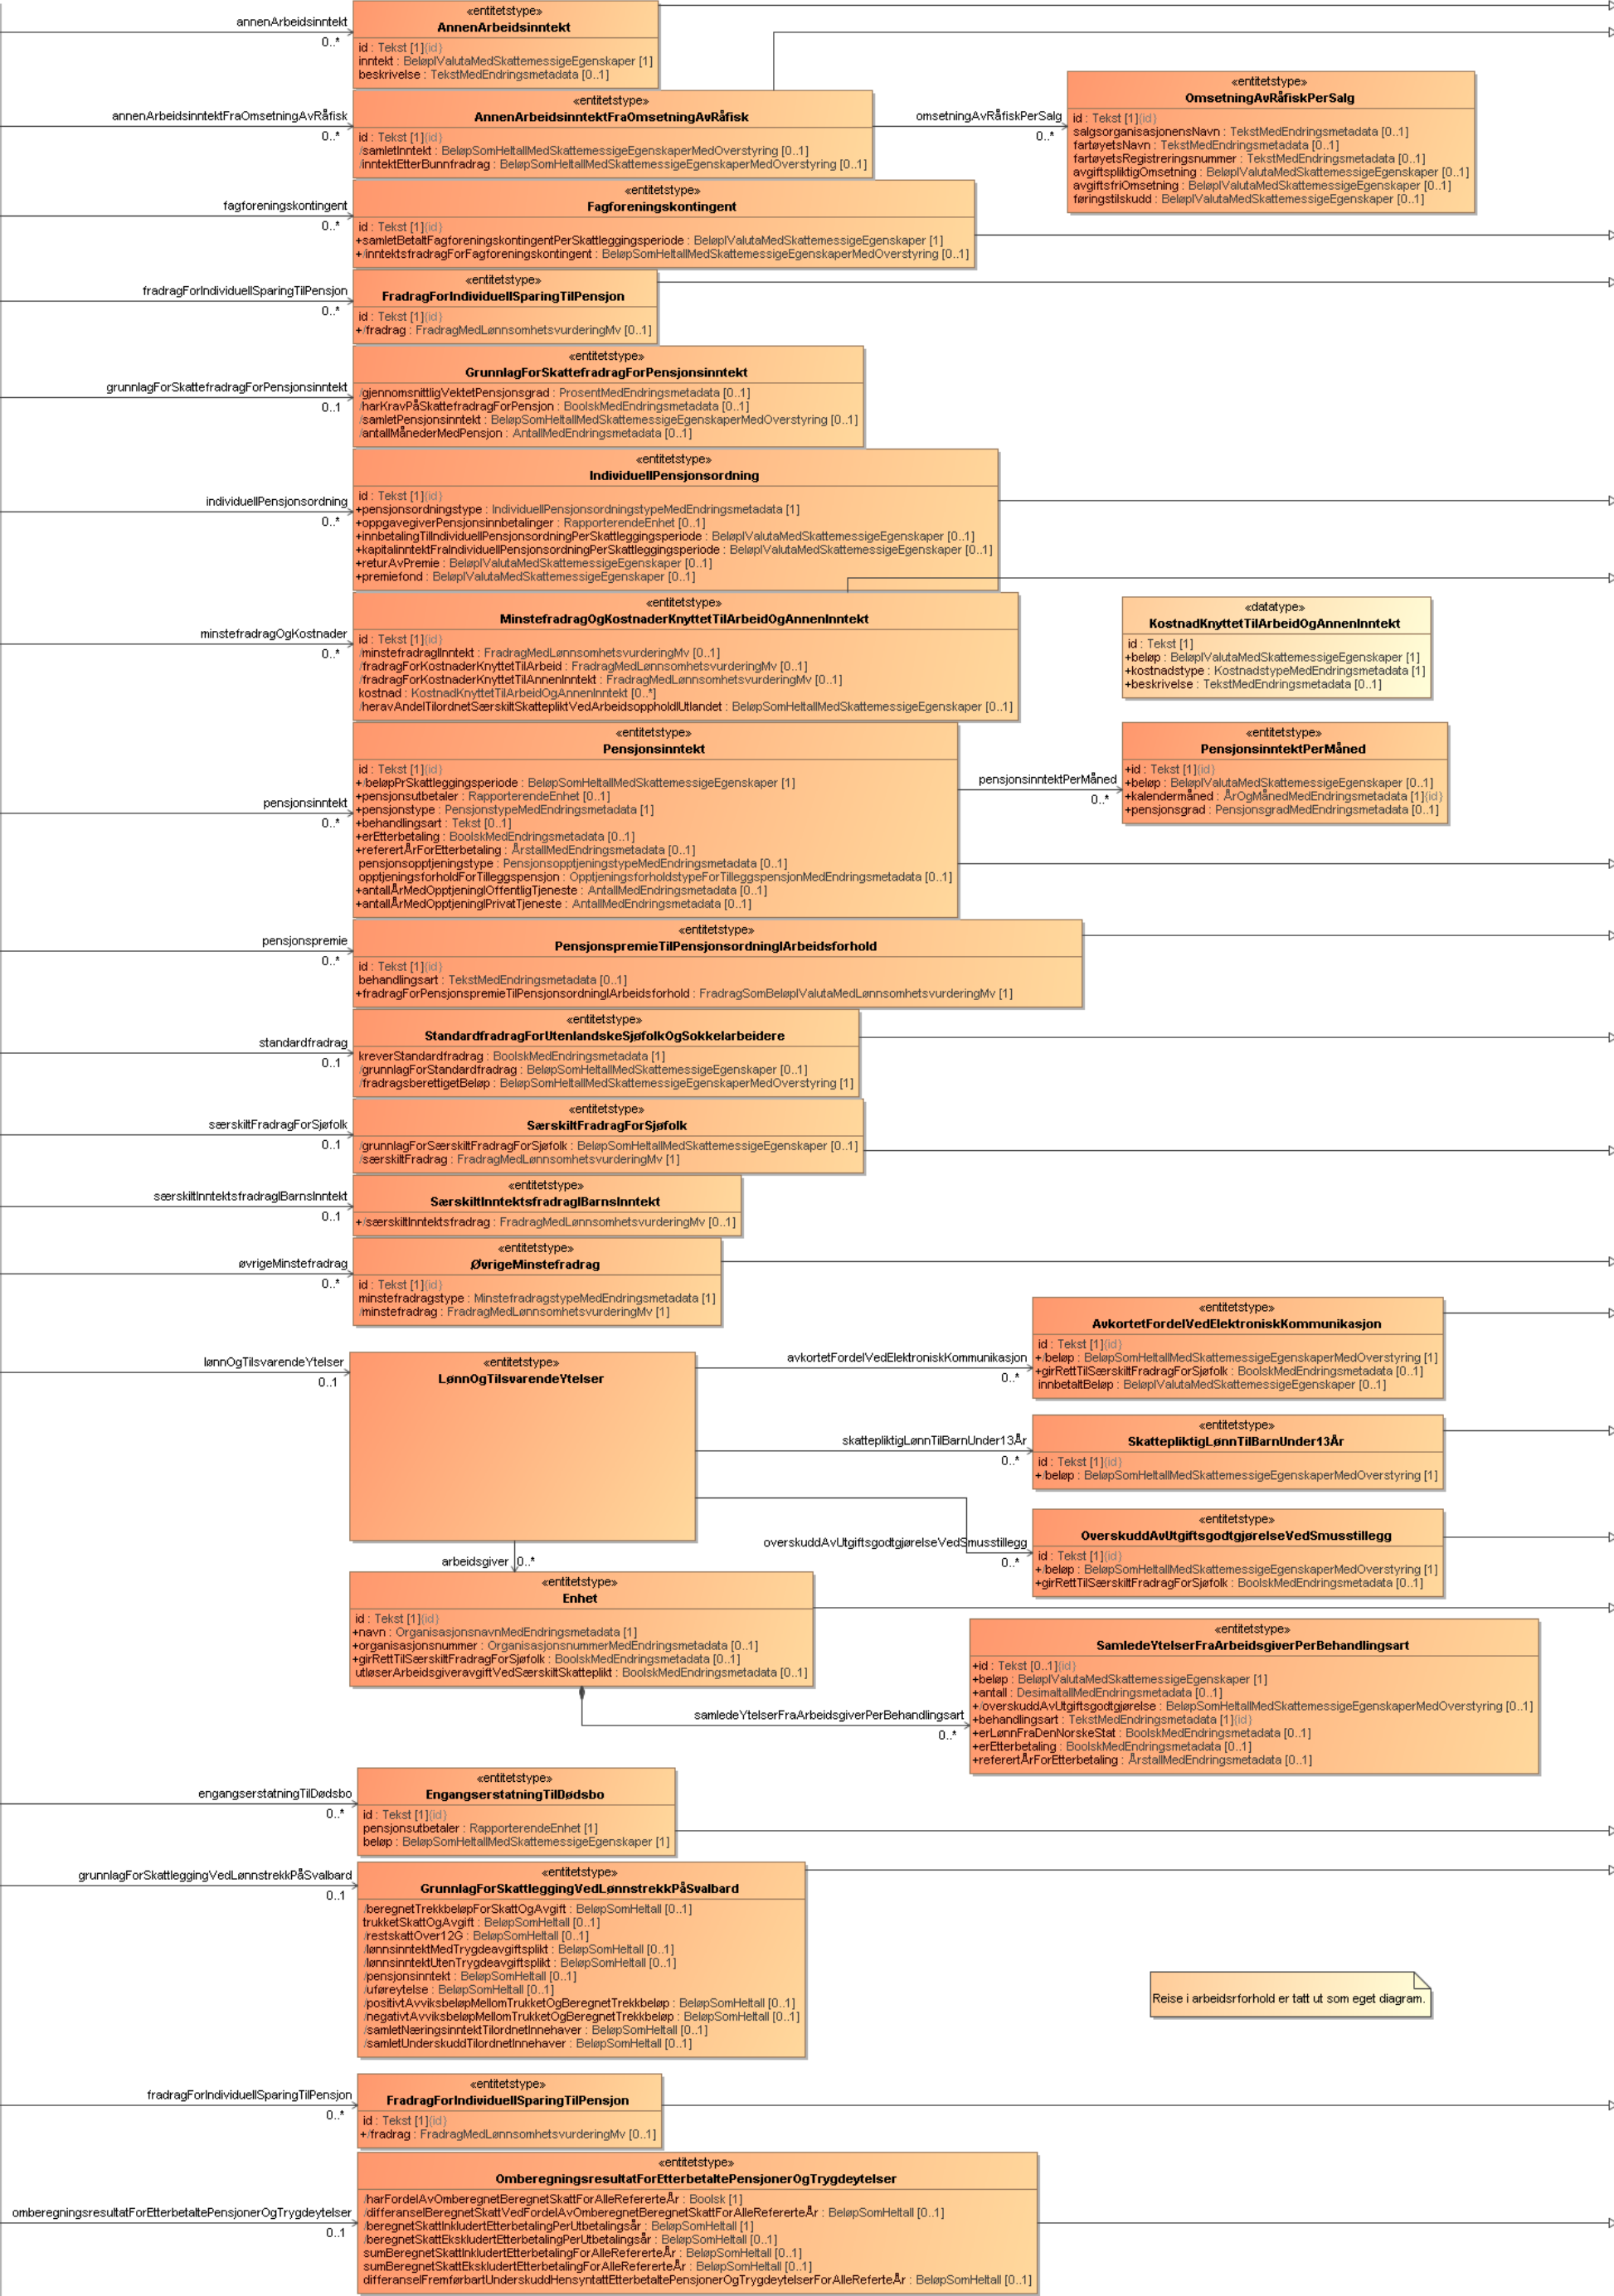 annenArbeidsinntekt
0..*
«entitetstype»
AnnenArbeidsinntekt
id : Tekst [1]{id}
inntekt : BeløpIValutaMedSkattemessigeEgenskaper [1]
beskrivelse : TekstMedEndringsmetadata [0..1]
annenArbeidsinntektFraOmsetningAvRåfisk
0..*
«entitetstype»
AnnenArbeidsinntektFraOmsetningAvRåfisk
id : Tekst [1]{id}
/samletInntekt : BeløpSomHeltallMedSkattemessigeEgenskaperMedOverstyring [0..1]
/inntektEtterBunnfradrag : BeløpSomHeltallMedSkattemessigeEgenskaperMedOverstyring [0..1]
omsetningAvRåfiskPerSalg
0..*
«entitetstype»
OmsetningAvRåfiskPerSalg
id : Tekst [1]{id}
salgsorganisasjonensNavn : TekstMedEndringsmetadata [0..1]
fartøyetsNavn : TekstMedEndringsmetadata [0..1]
fartøyetsRegistreringsnummer : TekstMedEndringsmetadata [0..1]
avgiftspliktigOmsetning : BeløpIValutaMedSkattemessigeEgenskaper [0..1]
avgiftsfriOmsetning : BeløpIValutaMedSkattemessigeEgenskaper [0..1]
føringstilskudd : BeløpIValutaMedSkattemessigeEgenskaper [0..1]
fagforeningskontingent
0..*
«entitetstype»
Fagforeningskontingent
id : Tekst [1]{id}
+samletBetaltFagforeningskontingentPerSkattleggingsperiode : BeløpIValutaMedSkattemessigeEgenskaper [1]
+/inntektsfradragForFagforeningskontingent : BeløpSomHeltallMedSkattemessigeEgenskaperMedOverstyring [0..1]
fradragForIndividuellSparingTilPensjon
0..*
«entitetstype»
FradragForIndividuellSparingTilPensjon
id : Tekst [1]{id}
+/fradrag : FradragMedLønnsomhetsvurderingMv [0..1]
grunnlagForSkattefradragForPensjonsinntekt
0..1
«entitetstype»
GrunnlagForSkattefradragForPensjonsinntekt
/gjennomsnittligVektetPensjonsgrad : ProsentMedEndringsmetadata [0..1]
/harKravPåSkattefradragForPensjon : BoolskMedEndringsmetadata [0..1]
/samletPensjonsinntekt : BeløpSomHeltallMedSkattemessigeEgenskaperMedOverstyring [0..1]
/antallMånederMedPensjon : AntallMedEndringsmetadata [0..1]
individuellPensjonsordning
0..*
«entitetstype»
IndividuellPensjonsordning
id : Tekst [1]{id}
+pensjonsordningstype : IndividuellPensjonsordningstypeMedEndringsmetadata [1]
+oppgavegiverPensjonsinnbetalinger : RapporterendeEnhet [0..1]
+innbetalingTilIndividuellPensjonsordningPerSkattleggingsperiode : BeløpIValutaMedSkattemessigeEgenskaper [0..1]
+kapitalinntektFraIndividuellPensjonsordningPerSkattleggingsperiode : BeløpIValutaMedSkattemessigeEgenskaper [0..1]
+returAvPremie : BeløpIValutaMedSkattemessigeEgenskaper [0..1]
+premiefond : BeløpIValutaMedSkattemessigeEgenskaper [0..1]
minstefradragOgKostnader
0..*
«entitetstype»
MinstefradragOgKostnaderKnyttetTilArbeidOgAnnenInntekt
id : Tekst [1]{id}
/minstefradragIInntekt : FradragMedLønnsomhetsvurderingMv [0..1]
/fradragForKostnaderKnyttetTilArbeid : FradragMedLønnsomhetsvurderingMv [0..1]
/fradragForKostnaderKnyttetTilAnnenInntekt : FradragMedLønnsomhetsvurderingMv [0..1]
kostnad : KostnadKnyttetTilArbeidOgAnnenInntekt [0..*]
/heravAndelTilordnetSærskiltSkattepliktVedArbeidsoppholdIUtlandet : BeløpSomHeltallMedSkattemessigeEgenskaper [0..1]
«datatype»
KostnadKnyttetTilArbeidOgAnnenInntekt
id : Tekst [1]
+beløp : BeløpIValutaMedSkattemessigeEgenskaper [1]
+kostnadstype : KostnadstypeMedEndringsmetadata [1]
+beskrivelse : TekstMedEndringsmetadata [0..1]
pensjonsinntekt
0..*
«entitetstype»
Pensjonsinntekt
id : Tekst [1]{id}
+/beløpPrSkattleggingsperiode : BeløpSomHeltallMedSkattemessigeEgenskaper [1]
+pensjonsutbetaler : RapporterendeEnhet [0..1]
+pensjonstype : PensjonstypeMedEndringsmetadata [1]
+behandlingsart : Tekst [0..1]
+erEtterbetaling : BoolskMedEndringsmetadata [0..1]
+referertÅrForEtterbetaling : ÅrstallMedEndringsmetadata [0..1]
pensjonsopptjeningstype : PensjonsopptjeningstypeMedEndringsmetadata [0..1]
opptjeningsforholdForTilleggspensjon : OpptjeningsforholdstypeForTilleggspensjonMedEndringsmetadata [0..1]
+antallÅrMedOpptjeningIOffentligTjeneste : AntallMedEndringsmetadata [0..1]
+antallÅrMedOpptjeningIPrivatTjeneste : AntallMedEndringsmetadata [0..1]
pensjonsinntektPerMåned
0..*
«entitetstype»
PensjonsinntektPerMåned
+id : Tekst [1]{id}
+beløp : BeløpIValutaMedSkattemessigeEgenskaper [0..1]
+kalendermåned : ÅrOgMånedMedEndringsmetadata [1]{id}
+pensjonsgrad : PensjonsgradMedEndringsmetadata [0..1]
pensjonspremie
0..*
«entitetstype»
PensjonspremieTilPensjonsordningIArbeidsforhold
id : Tekst [1]{id}
behandlingsart : TekstMedEndringsmetadata [0..1]
+fradragForPensjonspremieTilPensjonsordningIArbeidsforhold : FradragSomBeløpIValutaMedLønnsomhetsvurderingMv [1]
standardfradrag
0..1
«entitetstype»
StandardfradragForUtenlandskeSjøfolkOgSokkelarbeidere
kreverStandardfradrag : BoolskMedEndringsmetadata [1]
/grunnlagForStandardfradrag : BeløpSomHeltallMedSkattemessigeEgenskaper [0..1]
/fradragsberettigetBeløp : BeløpSomHeltallMedSkattemessigeEgenskaperMedOverstyring [1]
særskiltFradragForSjøfolk
0..1
«entitetstype»
SærskiltFradragForSjøfolk
/grunnlagForSærskiltFradragForSjøfolk : BeløpSomHeltallMedSkattemessigeEgenskaper [0..1]
/særskiltFradrag : FradragMedLønnsomhetsvurderingMv [1]
særskiltInntektsfradragIBarnsInntekt
0..1
«entitetstype»
SærskiltInntektsfradragIBarnsInntekt
+/særskiltInntektsfradrag : FradragMedLønnsomhetsvurderingMv [0..1]
øvrigeMinstefradrag
0..*
«entitetstype»
ØvrigeMinstefradrag
id : Tekst [1]{id}
minstefradragstype : MinstefradragstypeMedEndringsmetadata [1]
/minstefradrag : FradragMedLønnsomhetsvurderingMv [1]
lønnOgTilsvarendeYtelser
0..1
«entitetstype»
LønnOgTilsvarendeYtelser
avkortetFordelVedElektroniskKommunikasjon
0..*
«entitetstype»
AvkortetFordelVedElektroniskKommunikasjon
id : Tekst [1]{id}
+/beløp : BeløpSomHeltallMedSkattemessigeEgenskaperMedOverstyring [1]
+girRettTilSærskiltFradragForSjøfolk : BoolskMedEndringsmetadata [0..1]
innbetaltBeløp : BeløpIValutaMedSkattemessigeEgenskaper [0..1]
skattepliktigLønnTilBarnUnder13År
0..*
«entitetstype»
SkattepliktigLønnTilBarnUnder13År
id : Tekst [1]{id}
+/beløp : BeløpSomHeltallMedSkattemessigeEgenskaperMedOverstyring [1]
overskuddAvUtgiftsgodtgjørelseVedSmusstillegg
0..*
«entitetstype»
OverskuddAvUtgiftsgodtgjørelseVedSmusstillegg
id : Tekst [1]{id}
+/beløp : BeløpSomHeltallMedSkattemessigeEgenskaperMedOverstyring [1]
+girRettTilSærskiltFradragForSjøfolk : BoolskMedEndringsmetadata [0..1]
arbeidsgiver 0..*
«entitetstype»
Enhet
id : Tekst [1]{id}
+navn : OrganisasjonsnavnMedEndringsmetadata [1]
+organisasjonsnummer : OrganisasjonsnummerMedEndringsmetadata [0..1]
+girRettTilSærskiltFradragForSjøfolk : BoolskMedEndringsmetadata [0..1]
utløserArbeidsgiveravgiftVedSærskiltSkatteplikt : BoolskMedEndringsmetadata [0..1]
samledeYtelserFraArbeidsgiverPerBehandlingsart
0..*
«entitetstype»
SamledeYtelserFraArbeidsgiverPerBehandlingsart
+id : Tekst [0..1]{id}
+beløp : BeløpIValutaMedSkattemessigeEgenskaper [1]
+antall : DesimaltallMedEndringsmetadata [0..1]
+/overskuddAvUtgiftsgodtgjørelse : BeløpSomHeltallMedSkattemessigeEgenskaperMedOverstyring [0..1]
+behandlingsart : TekstMedEndringsmetadata [1]{id}
+erLønnFraDenNorskeStat : BoolskMedEndringsmetadata [0..1]
+erEtterbetaling : BoolskMedEndringsmetadata [0..1]
+referertÅrForEtterbetaling : ÅrstallMedEndringsmetadata [0..1]
engangserstatningTilDødsbo
0..*
«entitetstype»
EngangserstatningTilDødsbo
id : Tekst [1]{id}
pensjonsutbetaler : RapporterendeEnhet [1]
beløp : BeløpSomHeltallMedSkattemessigeEgenskaper [1]
grunnlagForSkattleggingVedLønnstrekkPåSvalbard
0..1
«entitetstype»
GrunnlagForSkattleggingVedLønnstrekkPåSvalbard
/beregnetTrekkbeløpForSkattOgAvgift : BeløpSomHeltall [0..1]
trukketSkattOgAvgift : BeløpSomHeltall [0..1]
/restskattOver12G : BeløpSomHeltall [0..1]
/lønnsinntektMedTrygdeavgiftsplikt : BeløpSomHeltall [0..1]
/lønnsinntektUtenTrygdeavgiftsplikt : BeløpSomHeltall [0..1]
/pensjonsinntekt : BeløpSomHeltall [0..1]
/uføreytelse : BeløpSomHeltall [0..1]
/positivtAvviksbeløpMellomTrukketOgBeregnetTrekkbeløp : BeløpSomHeltall [0..1]
/negativtAvviksbeløpMellomTrukketOgBeregnetTrekkbeløp : BeløpSomHeltall [0..1]
/samletNæringsinntektTilordnetInnehaver : BeløpSomHeltall [0..1]
/samletUnderskuddTilordnetInnehaver : BeløpSomHeltall [0..1]
Reise i arbeidsrforhold er tatt ut som eget diagram.
fradragForIndividuellSparingTilPensjon
0..*
«entitetstype»
FradragForIndividuellSparingTilPensjon
id : Tekst [1]{id}
+/fradrag : FradragMedLønnsomhetsvurderingMv [0..1]
omberegningsresultatForEtterbetaltePensjonerOgTrygdeytelser
0..1
«entitetstype»
OmberegningsresultatForEtterbetaltePensjonerOgTrygdeytelser
/harFordelAvOmberegnetBeregnetSkattForAlleRefererteÅr : Boolsk [1]
/differanseIBeregnetSkattVedFordelAvOmberegnetBeregnetSkattForAlleRefererteÅr : BeløpSomHeltall [0..1]
/beregnetSkattInkludertEtterbetalingPerUtbetalingsår : BeløpSomHeltall [1]
/beregnetSkattEkskludertEtterbetalingPerUtbetalingsår : BeløpSomHeltall [0..1]
sumBeregnetSkattInkludertEtterbetalingForAlleRefererteÅr : BeløpSomHeltall [0..1]
sumBeregnetSkattEkskludertEtterbetalingForAlleRefererteÅr : BeløpSomHeltall [0..1]
differanseIFremførbartUnderskuddHensyntattEtterbetaltePensjonerOgTrygdeytelserForAlleReferteÅr : BeløpSomHeltall [0..1]